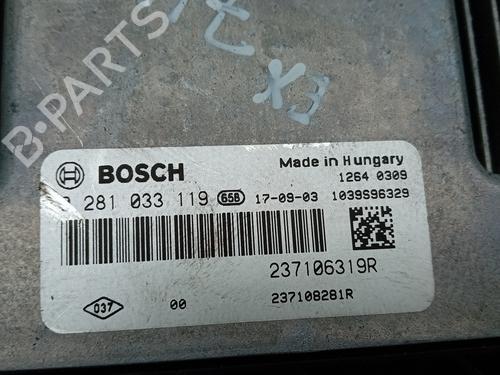 B-PARTS
EX3
BOSCH
Made in Hungary
1264 0309
281 033 119 658 17-09-03 1039S96329
237106319R
037 00 237108281R